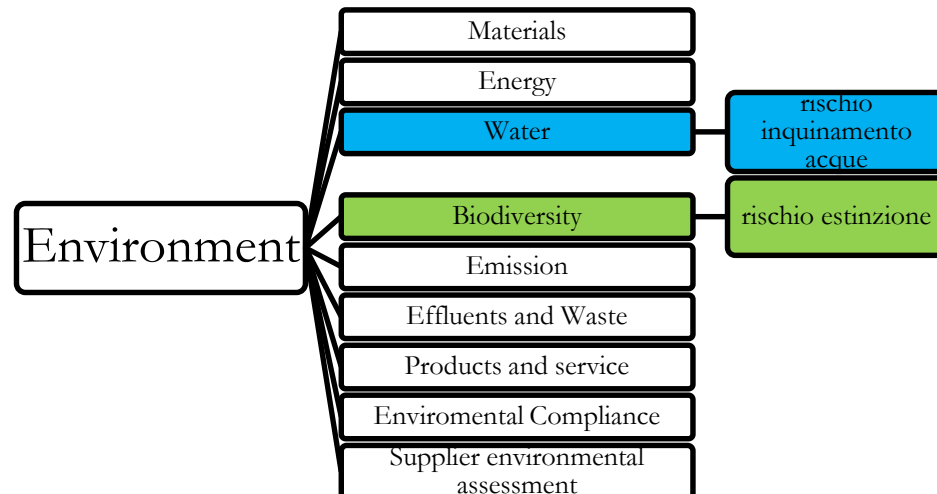 Materials
Energy
Water
rischio
inquinamento
acque
Environment
Biodiversity
rischio estinzione
Emission
Effluents and Waste
Products and service
Enviromental Compliance
Supplier environmental
assessment